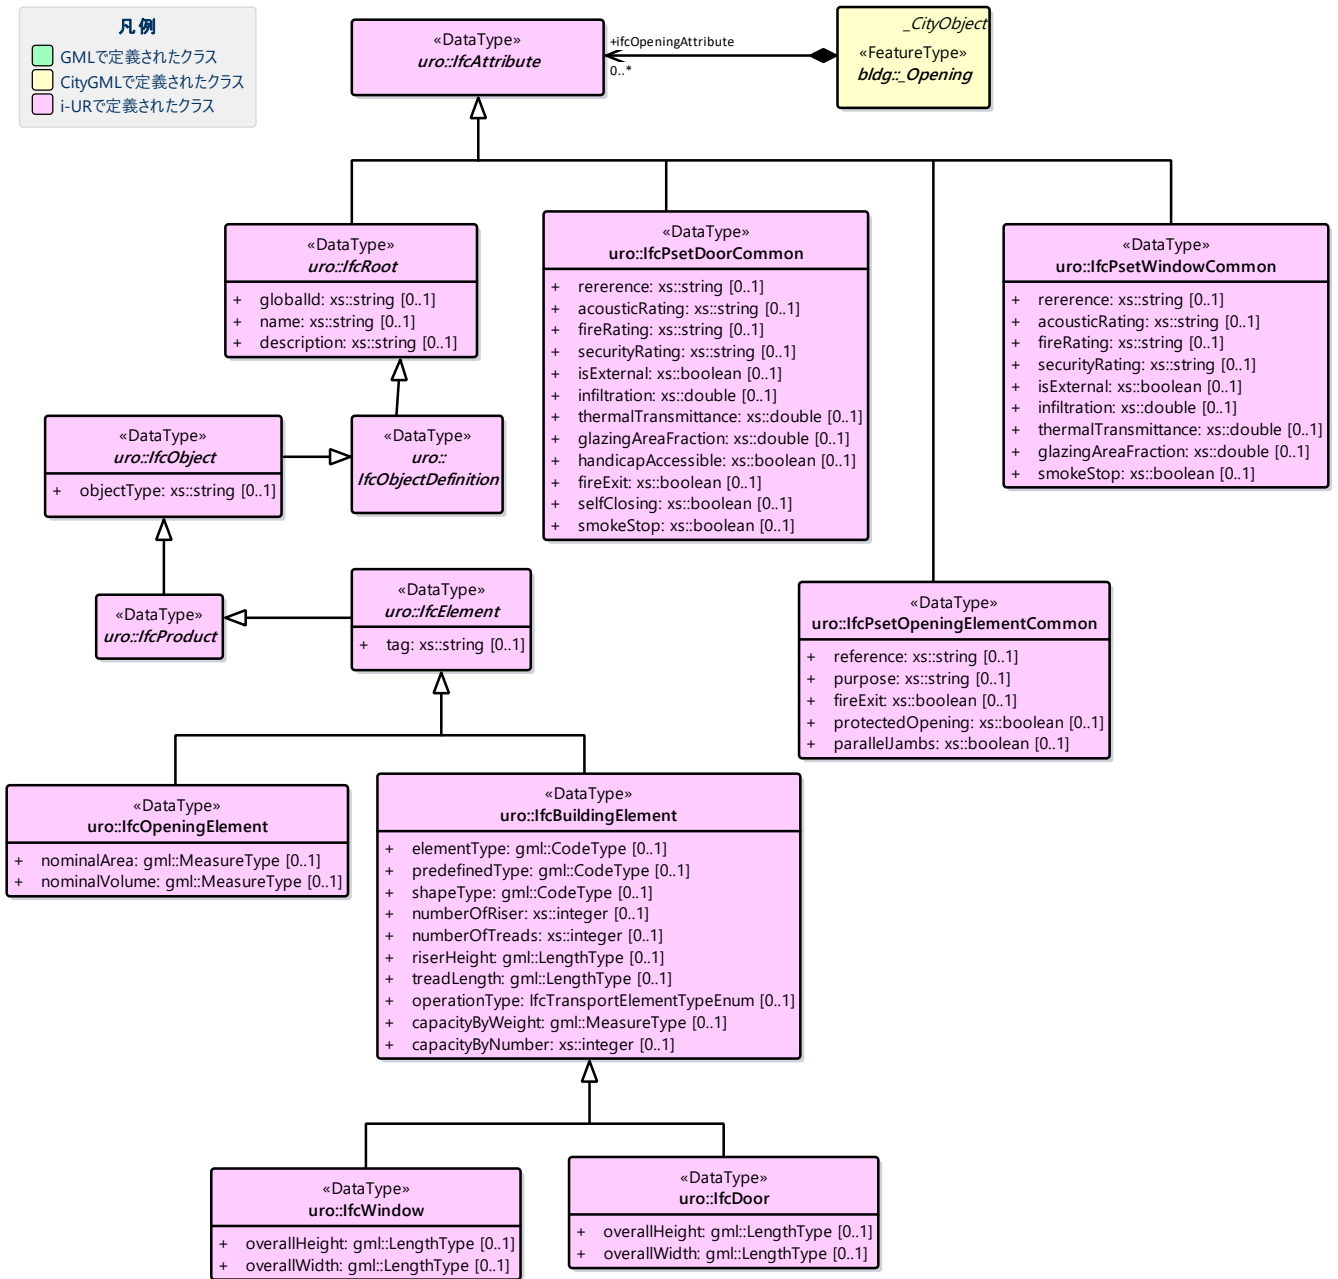 凡例
GMLで定義されたクラス
CityGMLで定義されたクラス
i-URで定義されたクラス
«DataType»
uro::IfcAttribute
+ifcOpeningAttribute
0..*
_CityObject
«FeatureType»
bldg::_Opening
«DataType»
uro::IfcRoot
+ globalId: xs::string [0..1]
+ name: xs::string [0..1]
+ description: xs::string [0..1]
«DataType»
uro::IfcPsetDoorCommon
+ rererence: xs::string [0..1]
+ acousticRating: xs::string [0..1]
+ fireRating: xs::string [0..1]
+ securityRating: xs::string [0..1]
+ isExternal: xs::boolean [0..1]
+ infiltration: xs::double [0..1]
+ thermalTransmittance: xs::double [0..1]
+ glazingAreaFraction: xs::double [0..1]
+ handicapAccessible: xs::boolean [0..1]
+ fireExit: xs::boolean [0..1]
+ selfClosing: xs::boolean [0..1]
+ smokeStop: xs::boolean [0..1]
«DataType»
uro::IfcPsetWindowCommon
+ rererence: xs::string [0..1]
+ acousticRating: xs::string [0..1]
+ fireRating: xs::string [0..1]
+ securityRating: xs::string [0..1]
+ isExternal: xs::boolean [0..1]
+ infiltration: xs::double [0..1]
+ thermalTransmittance: xs::double [0..1]
+ glazingAreaFraction: xs::double [0..1]
+ smokeStop: xs::boolean [0..1]
«DataType»
uro::IfcObject
+ objectType: xs::string [0..1]
«DataType»
uro::
IfcObjectDefinition
«DataType»
uro::IfcProduct
«DataType»
uro::IfcElement
+ tag: xs::string [0..1]
«DataType»
uro::IfcPsetOpeningElementCommon
+ reference: xs::string [0..1]
+ purpose: xs::string [0..1]
+ fireExit: xs::boolean [0..1]
+ protectedOpening: xs::boolean [0..1]
+ parallelJambs: xs::boolean [0..1]
«DataType»
uro::IfcOpeningElement
+ nominalArea: gml::MeasureType [0..1]
+ nominalVolume: gml::MeasureType [0..1]
«DataType»
uro::IfcBuildingElement
+ elementType: gml::CodeType [0..1]
+ predefinedType: gml::CodeType [0..1]
+ shapeType: gml::CodeType [0..1]
+ numberOfRiser: xs::integer [0..1]
+ numberOfTreads: xs::integer [0..1]
+ riserHeight: gml::LengthType [0..1]
+ treadLength: gml::LengthType [0..1]
+ operationType: IfcTransportElementTypeEnum [0..1]
+ capacityByWeight: gml::MeasureType [0..1]
+ capacityByNumber: xs::integer [0..1]
«DataType»
uro::IfcWindow
+ overallHeight: gml::LengthType [0..1]
+ overallWidth: gml::LengthType [0..1]
«DataType»
uro::IfcDoor
+ overallHeight: gml::LengthType [0..1]
+ overallWidth: gml::LengthType [0..1]